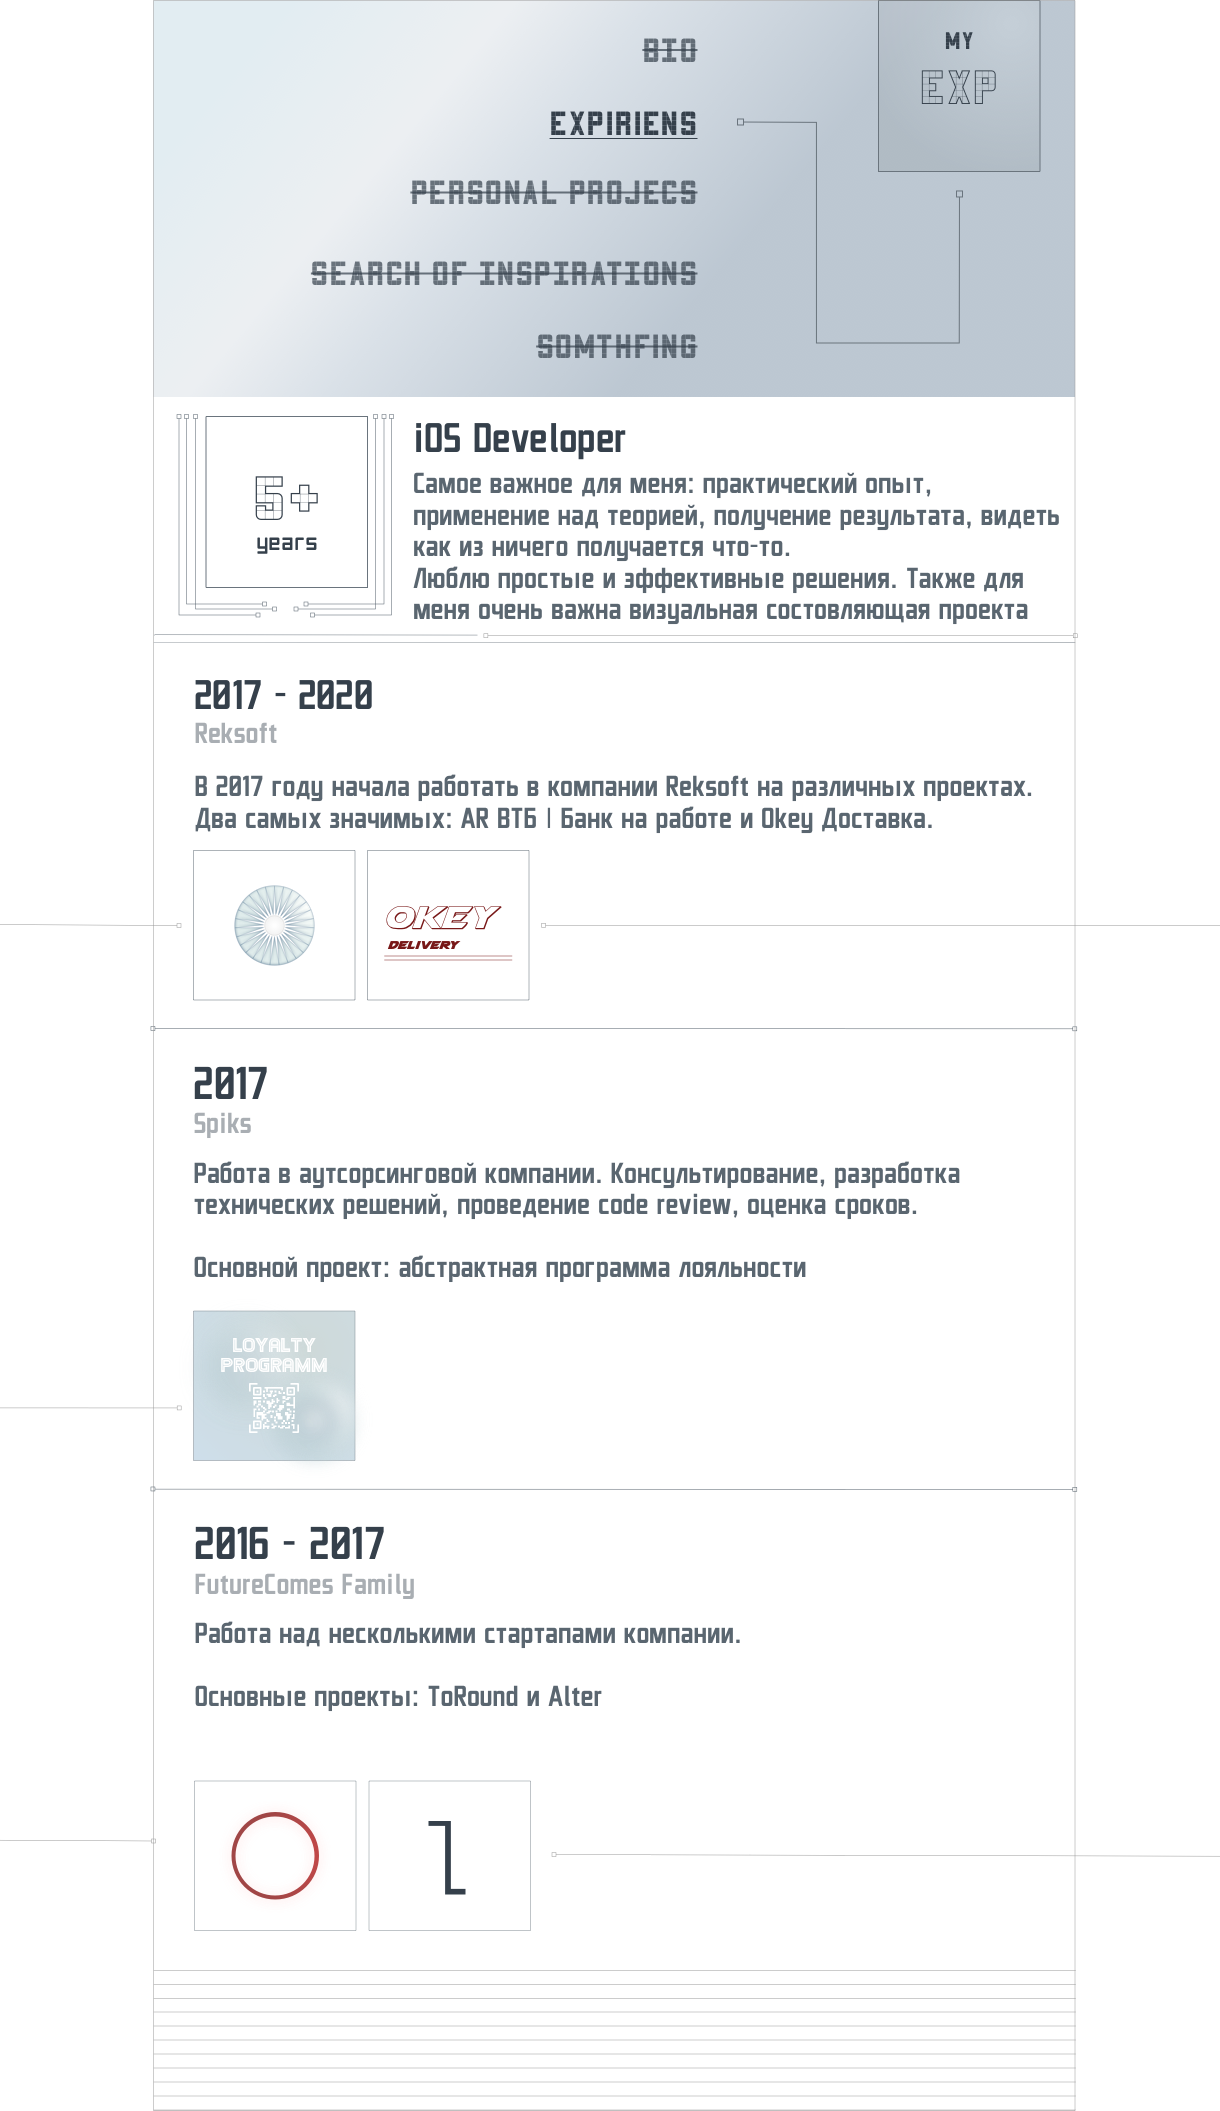 BIO
EXPIRIENS
PERSONAL PROJECS
SEARCH OF INSPIRATIONS
SOMTHFING
MY
EXP
5+
years
iOS Developer
Самое важное для меня: практический опыт,
применение над теорией, получение результата, видеть
как из ничего получается что-то.
Люблю простые и эффективные решения. Также для
меня очень важна визуальная состовляющая проекта
2017 - 2020
Reksoft
В 2017 году начала работать в компании Reksoft на различных проектах.
Два самых значимых: AR ВТБ | Банк на работе и Okey Доставка.
OKEY
DELIVERY
2017
Spiks
Работа в аутсорсинговой компании. Консультирование, разработка
технических решений, проведение code review, оценка сроков.
Основной проект: абстрактная программа лояльности
LOYALTY
PROGRAMM
2016 - 2017
FutureComes Family
Работа над несколькими стартапами компании.
Основные проекты: ToRound и Alter